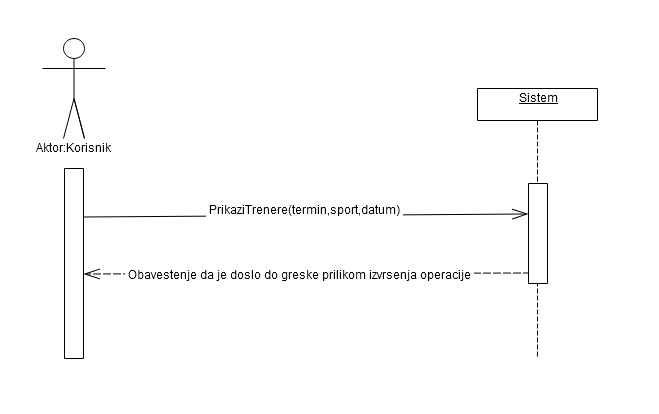 Sistem
Aktor:Korisnik
PrikaziTrenere(termin,sport,datum)
Obavestenje da je doslo do greske prilikom izvrsenja operacije